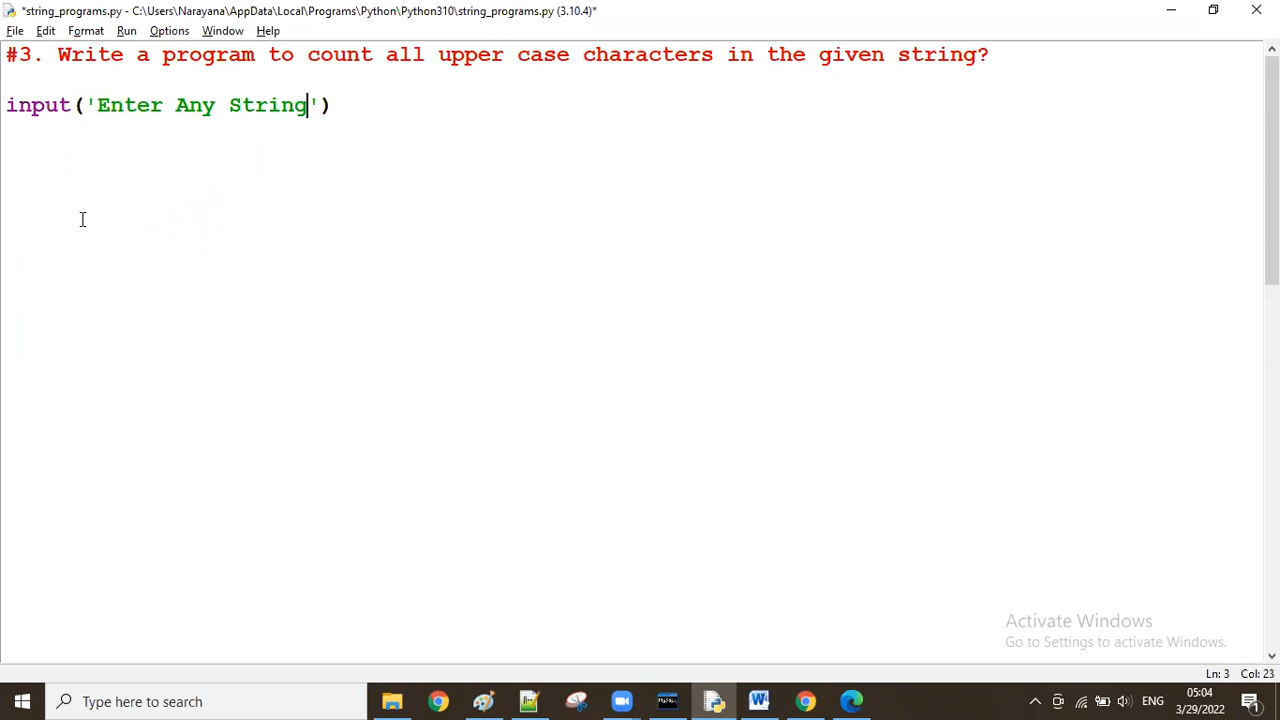 *string_programs.py - C:\Users\Narayana\AppData\Local\Programs\Python\Python310\string_programs.py (3.10.4)*
File Edit Format Run Options Window Help
#3. Write a program to count all upper case characters in the given string?
input('Enter Any String')
Activate Windows
Go to Settings to activate Windows.
Ln: 3 Col: 23
Type here to search
MySQL
W
ENG
05:04
3/29/2022
1